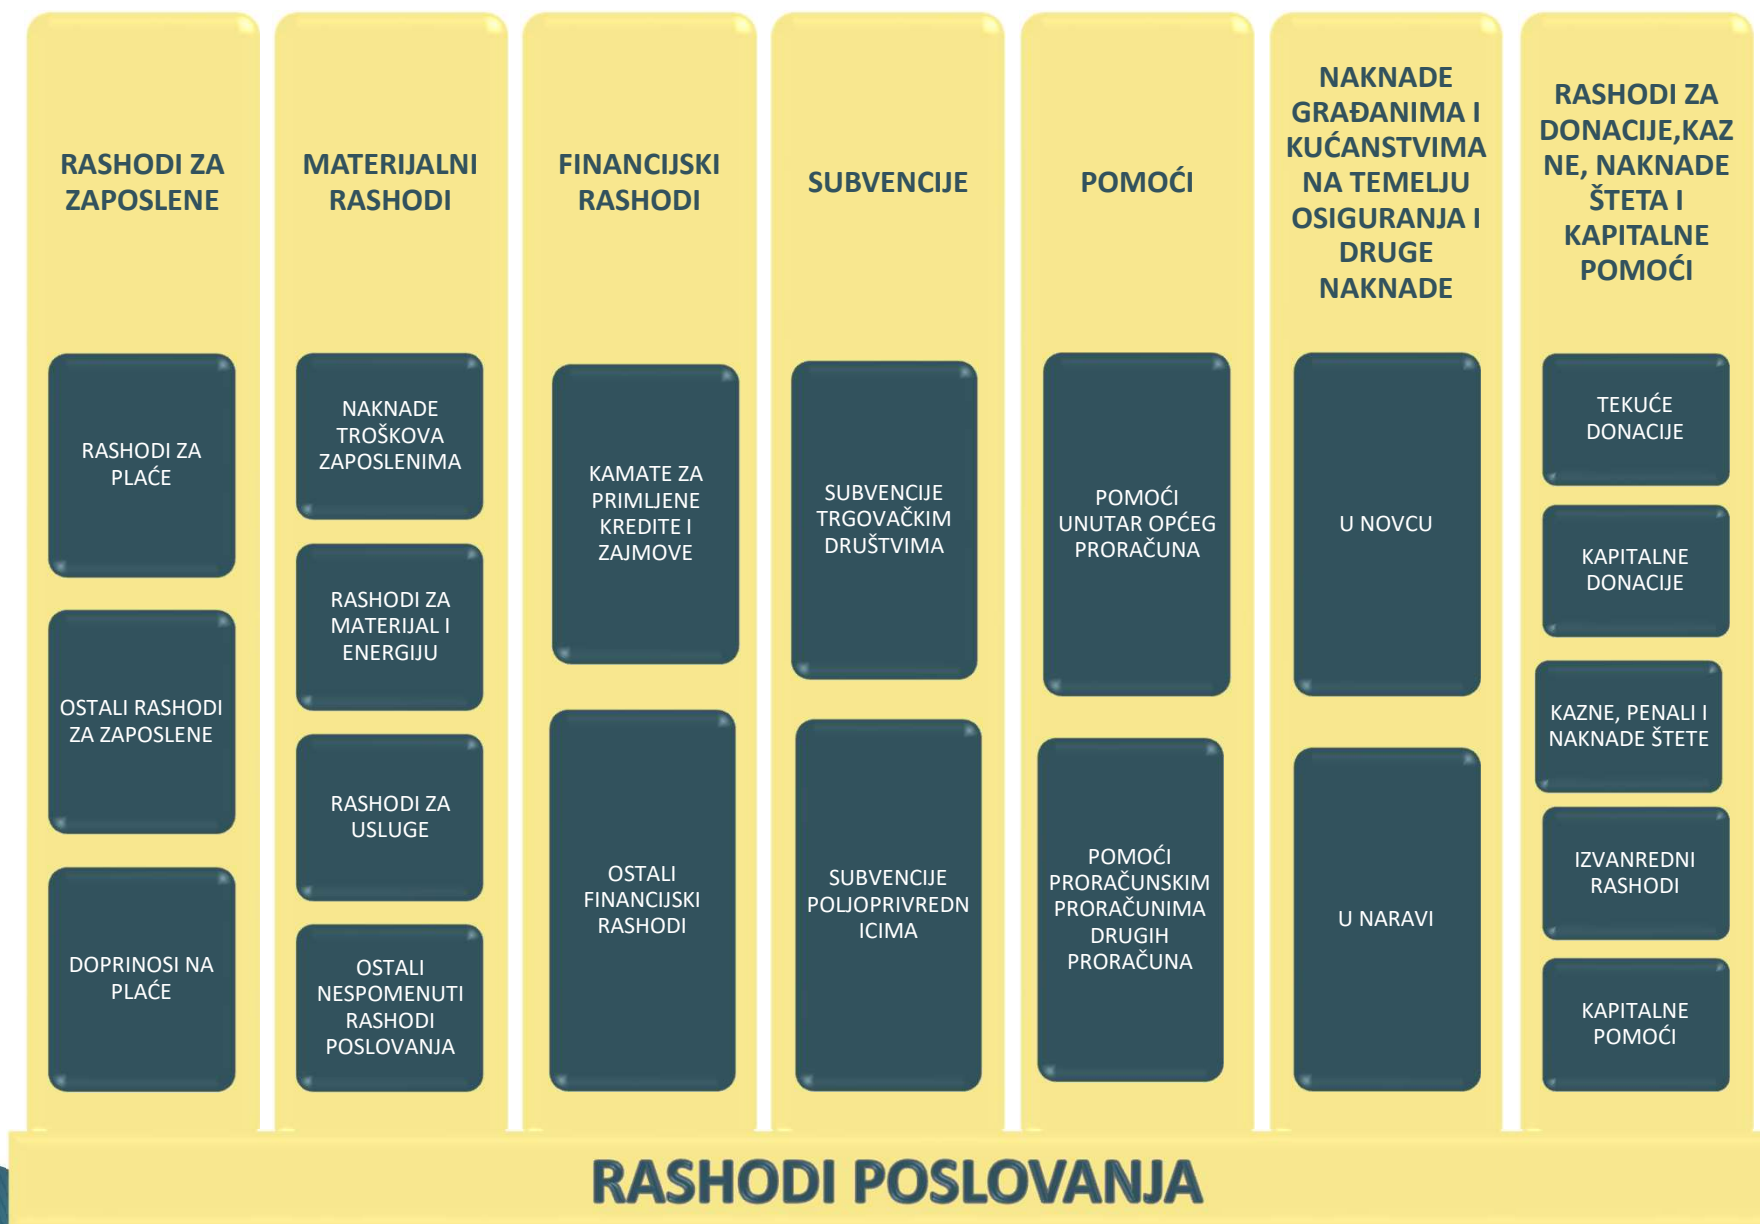 RASHODI ZA
ZAPOSLENE
RASHODI ZA
PLAĆE
OSTALI RASHODI
ZA ZAPOSLENE
DOPRINOSI NA
PLAĆE
MATERIJALNI
RASHODI
NAKNADE
TROŠKOVA
ZAPOSLENIMA
RASHODI ZA
MATERIJAL I
ENERGIJU
RASHODI ZA
USLUGE
OSTALI
NESPOMENUTI
RASHODI
POSLOVANJA
FINANCIJSKI
RASHODI
KAMATE ZA
PRIMLJENE
KREDITE I
ZAJMOVE
OSTALI
FINANCIJSKI
RASHODI
SUBVENCIJE
SUBVENCIJE
TRGOVAČKIM
DRUŠTVIMA
SUBVENCIJE
POLJOPRIVREDN
ICIMA
POMOĆI
POMOĆI
UNUTAR OPĆEG
PRORAČUNA
POMOĆI
PRORAČUNSKIM
PRORAČUNIMA
DRUGIH
PRORAČUNA
NAKNADE
GRAĐANIMA I
KUĆANSTVIMA
NA TEMELJU
OSIGURANJA I
DRUGE
NAKNADE
U NOVCU
U NARAVI
RASHODI ZA
DONACIJE,KAZ
NE, NAKNADE
ŠTETA I
KAPITALNE
POMOĆI
TEKUĆE
DONACIJE
KAPITALNE
DONACIJE
KAZNE, PENALI I
NAKNADE ŠTETE
IZVANREDNI
RASHODI
KAPITALNE
POMOĆI
RASHODI POSLOVANJA